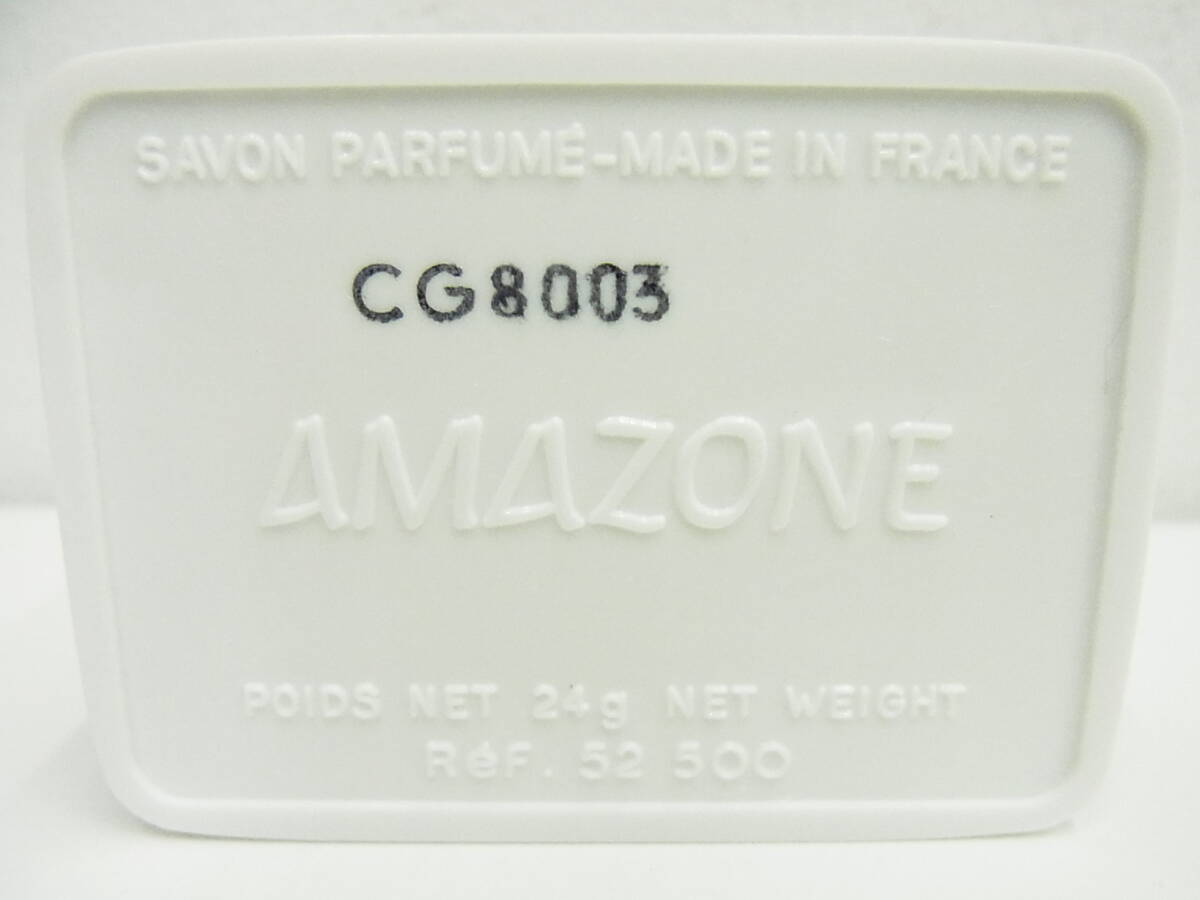 SAVON PARFUMÉ-MADE IN FRANCE
CG8003
AMAZONE
POIDS NET 24g NET WEIGHT
RéF. 52 500